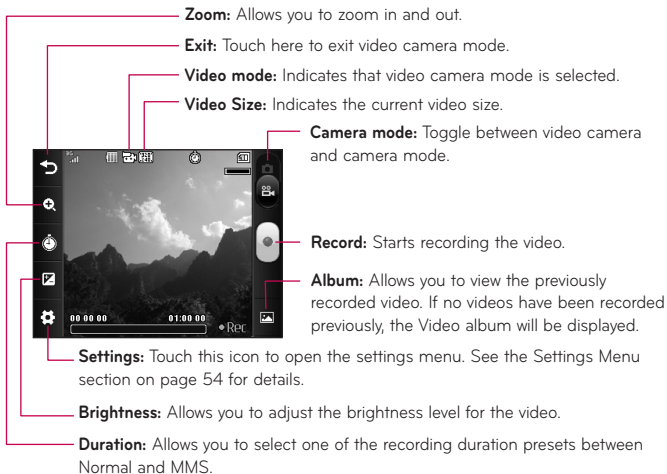 Zoom: Allows you to zoom in and out.
Exit: Touch here to exit video camera mode.
Video mode: Indicates that video camera mode is selected.
Video Size: Indicates the current video size.
Camera mode: Toggle between video camera
and camera mode.
3G
00:00:00
01:00:00
Rec
Record: Starts recording the video.
Album: Allows you to view the previously
recorded video. If no videos have been recorded
previously, the Video album will be displayed.
Settings: Touch this icon to open the settings menu. See the Settings Menu
section on page 54 for details.
Brightness: Allows you to adjust the brightness level for the video.
Duration: Allows you to select one of the recording duration presets between
Normal and MMS.